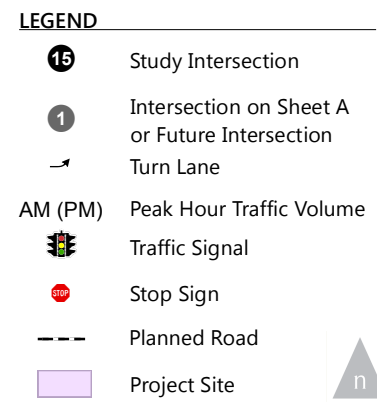 LEGEND
15 Study Intersection
1 Intersection on Sheet A
or Future Intersection
Turn Lane
AM (PM) Peak Hour Traffic Volume
Traffic Signal
STOP Stop Sign
Planned Road
Project Site
n